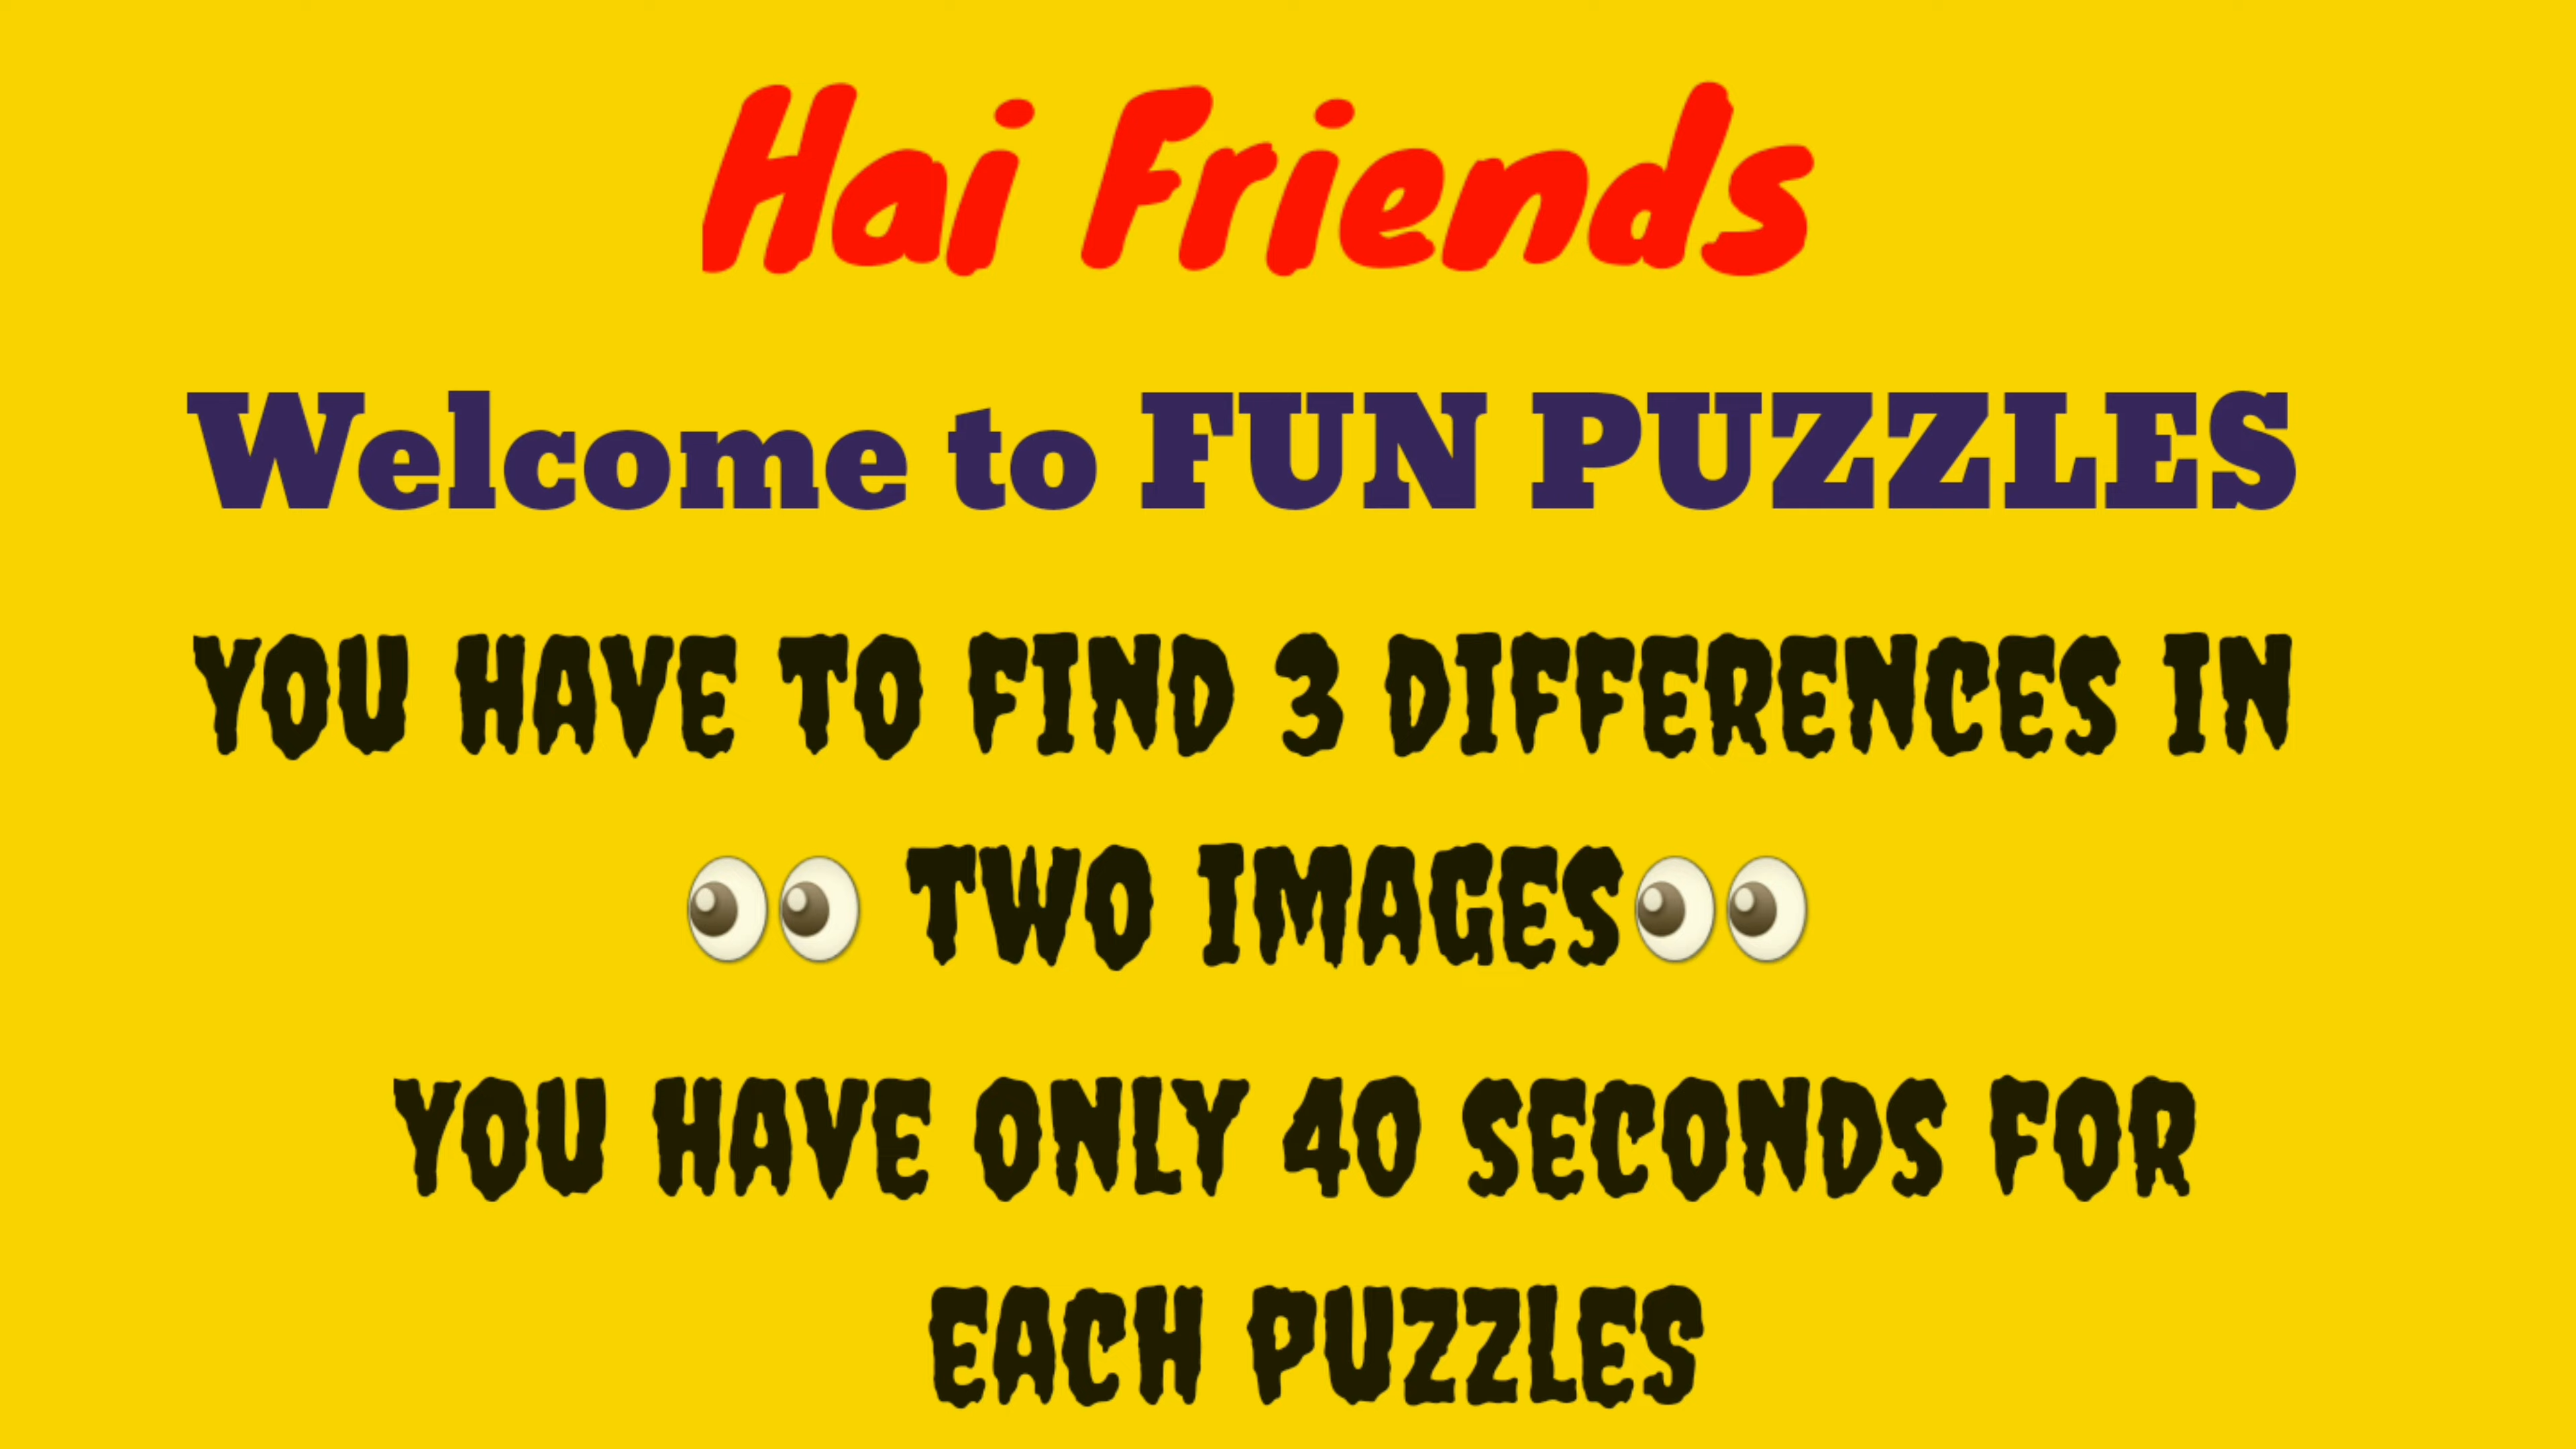 Hai Friends
Welcome to FUN PUZZLES
YOU HAVE TO FIND 3 DIFFERENCES IN
👀 TWO IMAGES👀
YOU HAVE ONLY 40 SECONDS FOR
EACH PUZZLES